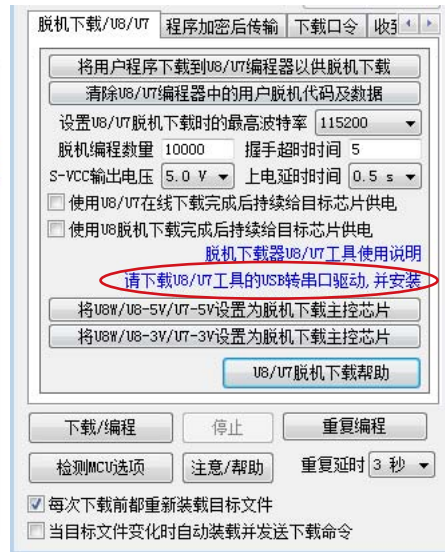 脱机下载/U8/U7 程序加密后传输 下载口令
将用户程序下载到U8/U7编程器以供脱机下载
清除U8/U7编程器中的用户脱机代码及数据
设置U8/U7脱机下载时的最高波特率 115200
脱机编程数量 10000 握手超时时间 5
S-VCC输出电压 5.0 V 上电延时时间 0.5 s
使用U8/U7在线下载完成后持续给目标芯片供电
使用U8脱机下载完成后持续给目标芯片供电
脱机下载器U8/U7工具使用说明
请下载U8/U7工具的USB转串口驱动,并安装
将U8W/U8-5V/U7-5V设置为脱机下载主控芯片
将U8W/U8-3V/U7-3V设置为脱机下载主控芯片
U8/U7脱机下载帮助
下载/编程 停止 重复编程
检测MCU选项 注意/帮助 重复延时 3 秒
每次下载前都重新装载目标文件
当目标文件变化时自动装载并发送下载命令